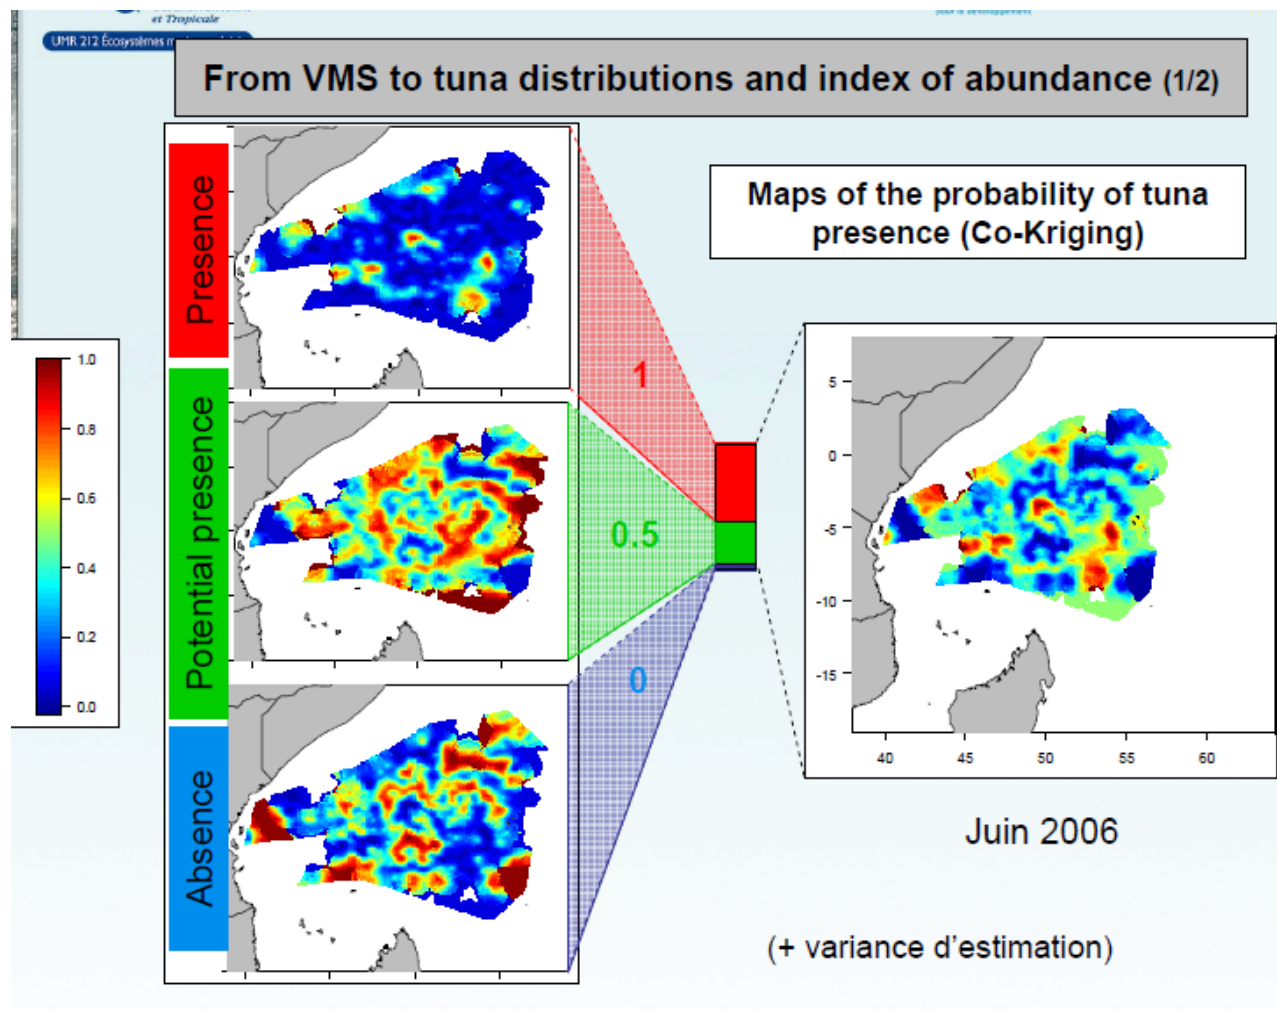 et Tropicale
UMR 212 Écosystèmes
From VMS to tuna distributions and index of abundance (1/2)
Maps of the probability of tuna
presence (Co-Kriging)
Presence
Potential presence
Absence
1
0.5
0
1.0
0.8
0.6
0.4
0.2
0.0
5
0
-5
-10
-15
40
45
50
55
60
Juin 2006
(+ variance d'estimation)